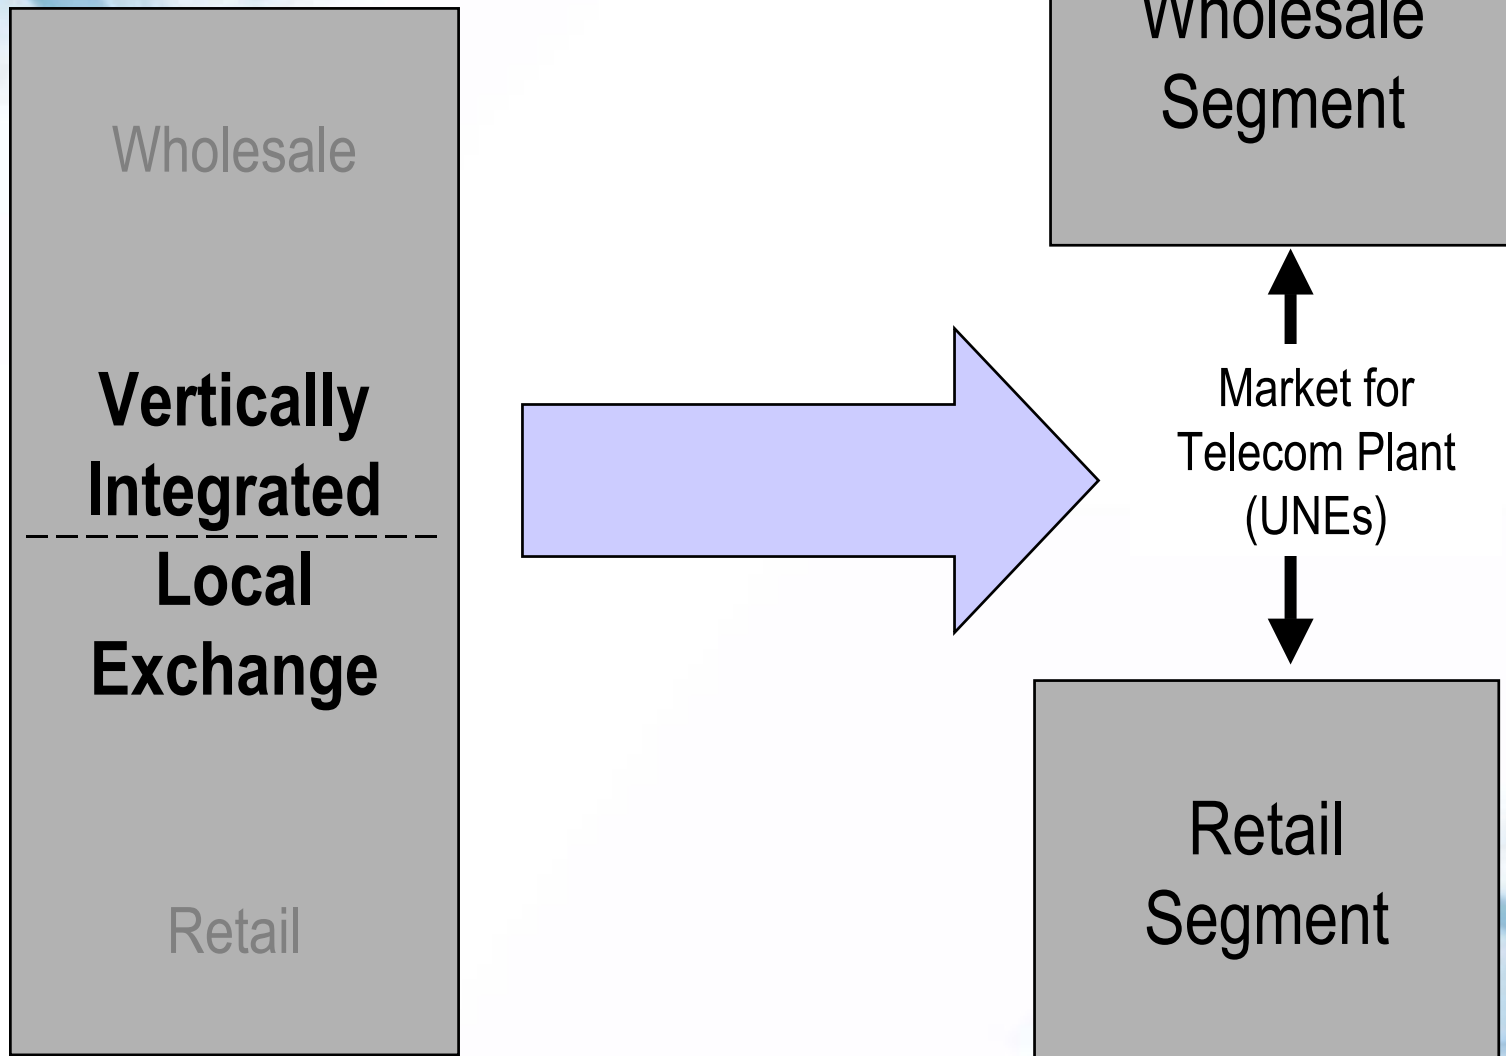 Wholesale
Vertically
Integrated
Local
Exchange
Retail
Wholesale
Segment
Market for
Telecom Plant
(UNEs)
Retail
Segment